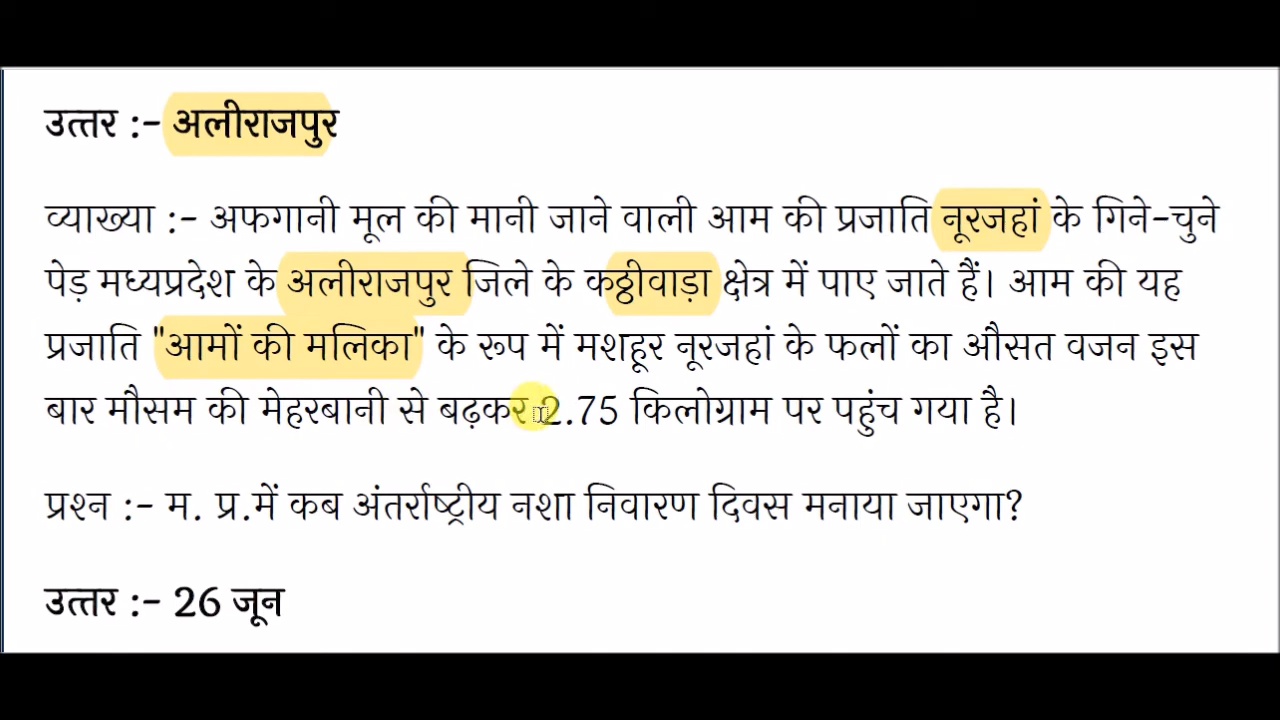 उत्तर :- अलीराजपुर
व्याख्या :- अफगानी मूल की मानी जाने वाली आम की प्रजाति नूरजहां के गिने-चुने
पेड़ मध्यप्रदेश के अलीराजपुर जिले के कठ्ठीवाड़ा क्षेत्र में पाए जाते हैं। आम की यह
प्रजाति "आमों की मलिका" के रूप में मशहूर नूरजहां के फलों का औसत वजन इस
बार मौसम की मेहरबानी से बढ़कर 2.75 किलोग्राम पर पहुंच गया है।
प्रश्न :- म. प्र.में कब अंतर्राष्ट्रीय नशा निवारण दिवस मनाया जाएगा?
उत्तर :- 26 जून